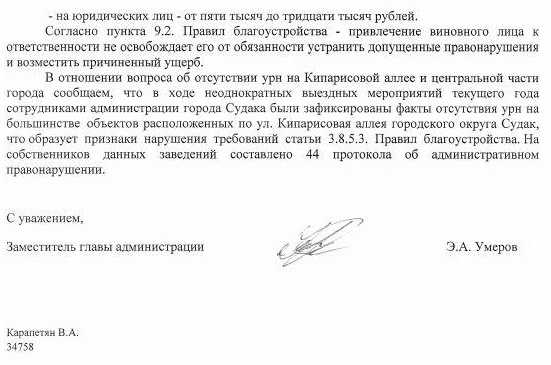 - на юридических лиц - от пяти тысяч до тридцати тысяч рублей.
Согласно пункта 9.2. Правил благоустройства - привлечение виновного лица к
ответственности не освобождает его от обязанности устранить допущенные правонарушения
и возместить причиненный ущерб.
В отношении вопроса об отсутствии урн на Кипарисовой аллее и центральной части
города сообщаем, что в ходе неоднократных выездных мероприятий текущего года
сотрудниками администрации города Судака были зафиксированы факты отсутствия урн на
большинстве объектов расположенных по ул. Кипарисовая аллея городского округа Судак,
что образует признаки нарушения требований статьи 3.8.5.3. Правил благоустройства. На
собственников данных заведений составлено 44 протокола об административном
правонарушении.
С уважением,
Заместитель главы администрации Э.А. Умеров
Карапетян В.А.
34758